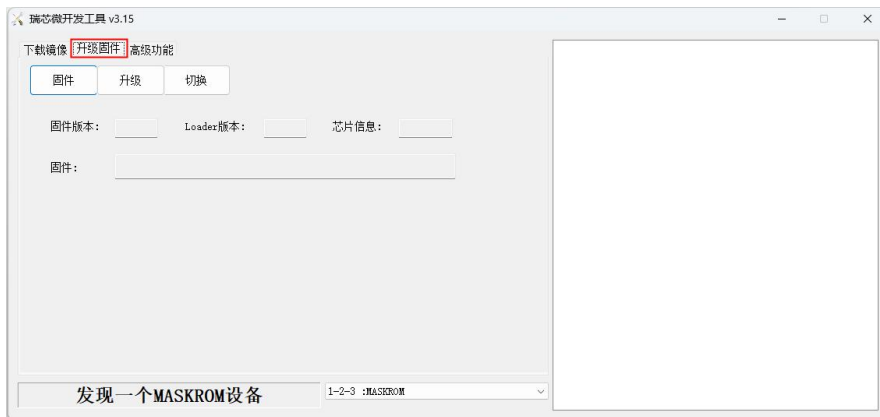 瑞芯微开发工具 v3.15
下载镜像 升级固件 高级功能
固件 升级 切换
固件版本: Loader版本: 芯片信息:
固件:
发现一个MASKROM设备 1-2-3 :MASKROM